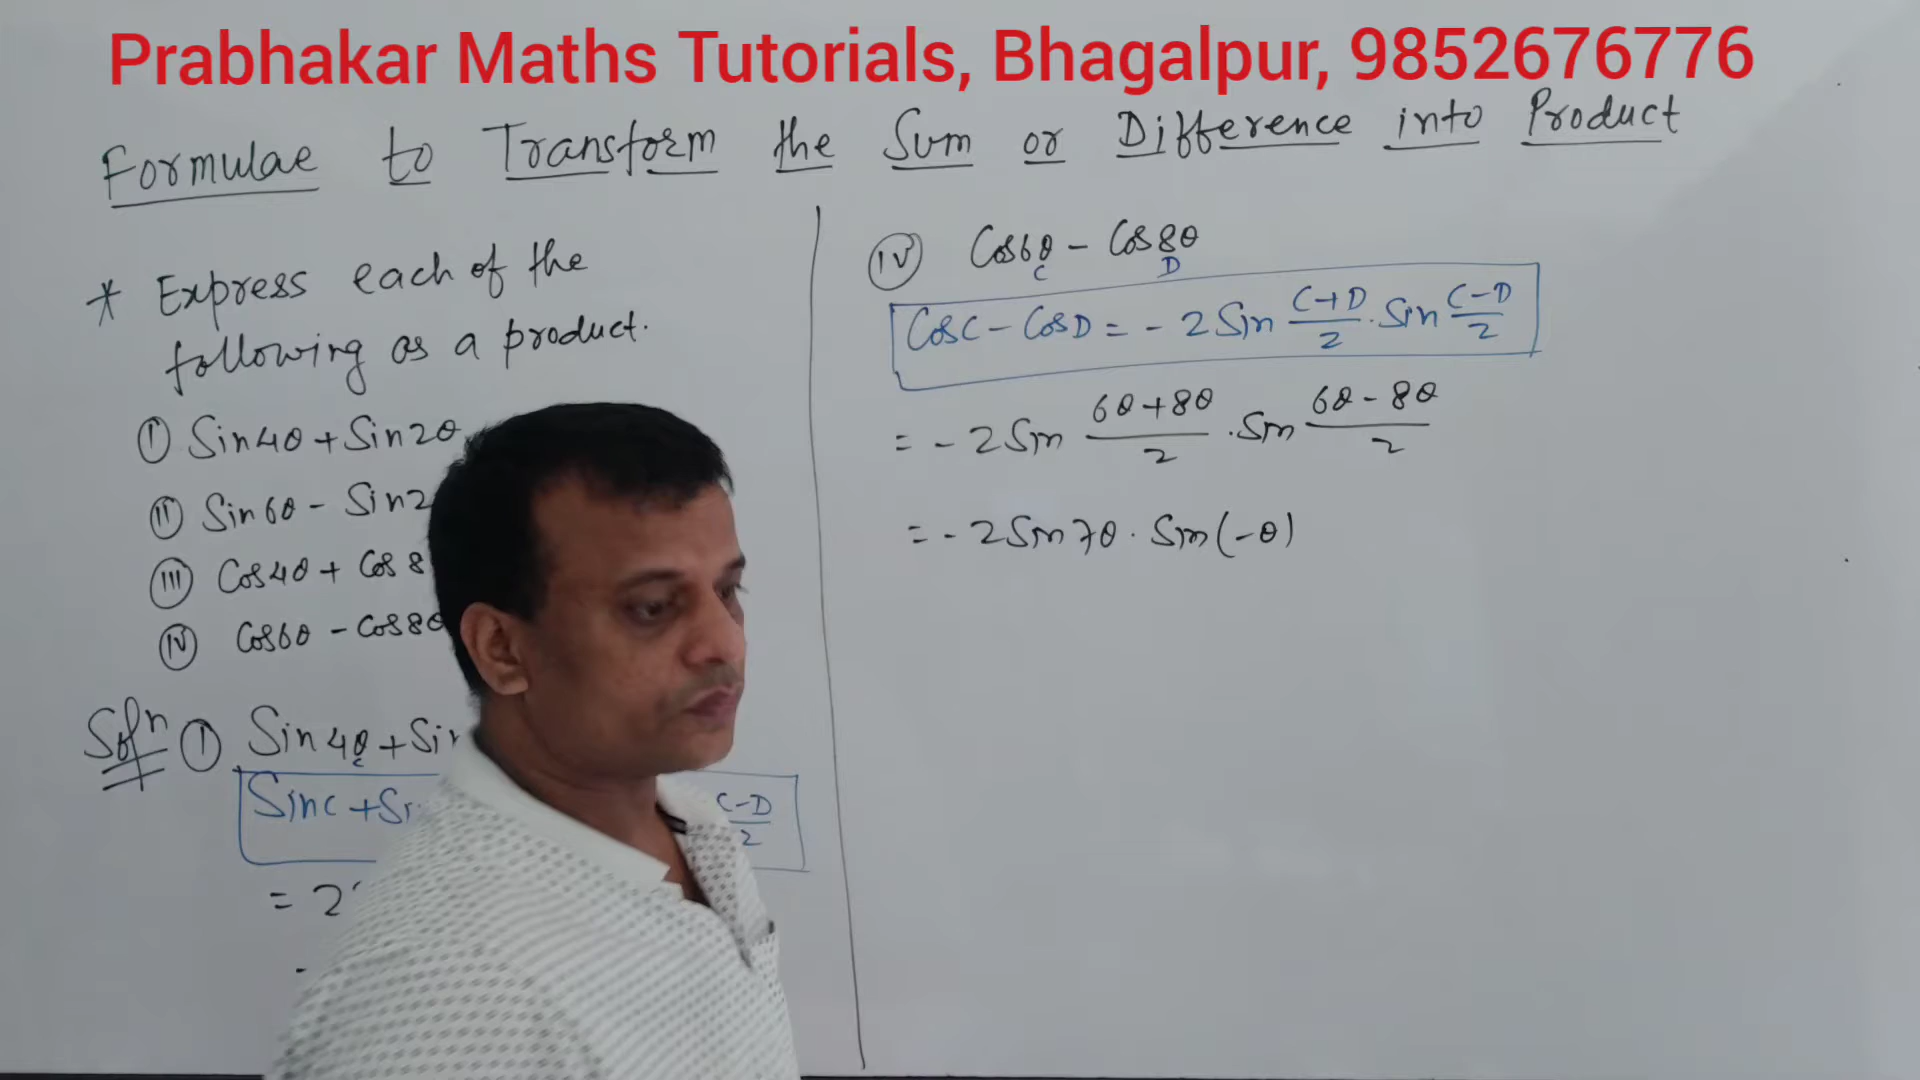 Prabhakar Maths Tutorials, Bhagalpur, 9852676776
Formulae to Transform the Sum or Difference into Product
* Express each of the
following as a product.
(I) Sin4θ + Sin2θ
(II) Sin6θ - Sin2
(III) Cos4θ + Cos8
(IV) Cos6θ - Cos8θ
Solⁿ (I) Sin4θ + Sin
C
SinC + Si C-D/2
= 2
(IV) Cos6θ - Cos8θ
C D
CosC - CosD = - 2 Sin C+D/2 . Sin C-D/2
= - 2 Sin 6θ+8θ/2 . Sin 6θ-8θ/2
= - 2 Sin7θ . Sin(-θ)